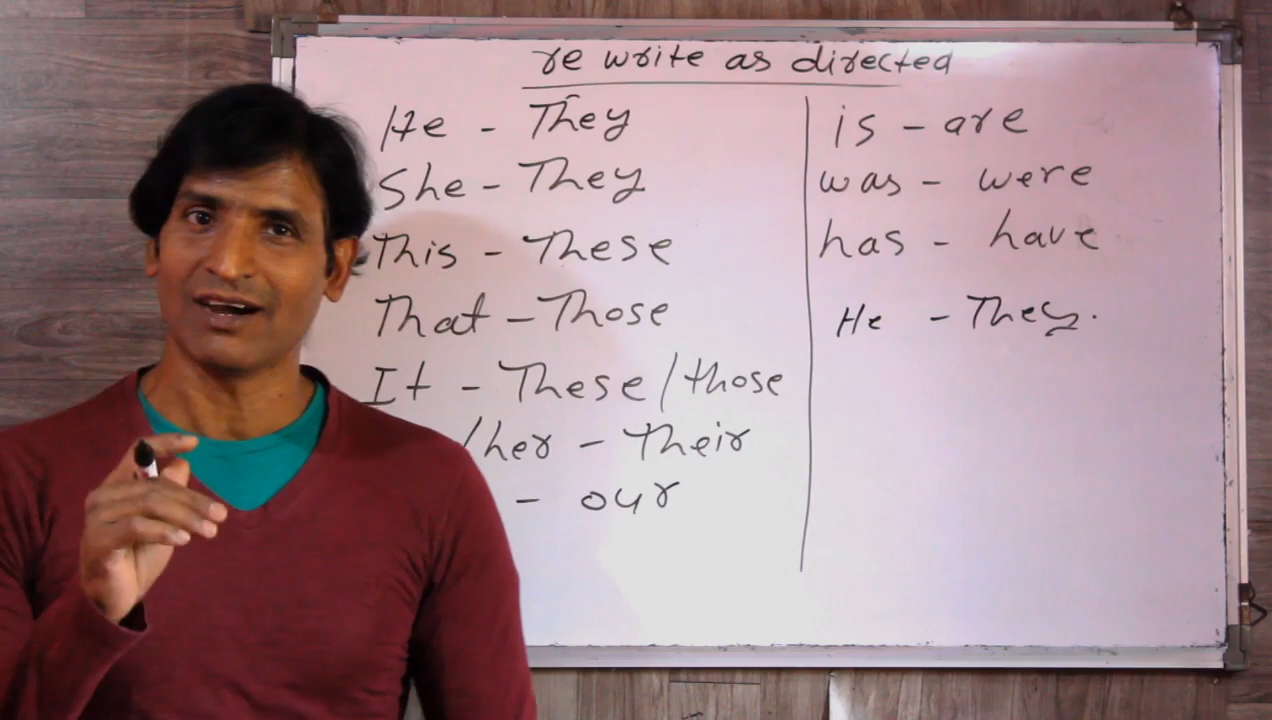 re write as directed
He - They
She - They
This - These
That - Those
It - These/those
/her - Their
- our
is - are
was - were
has - have
He - They.